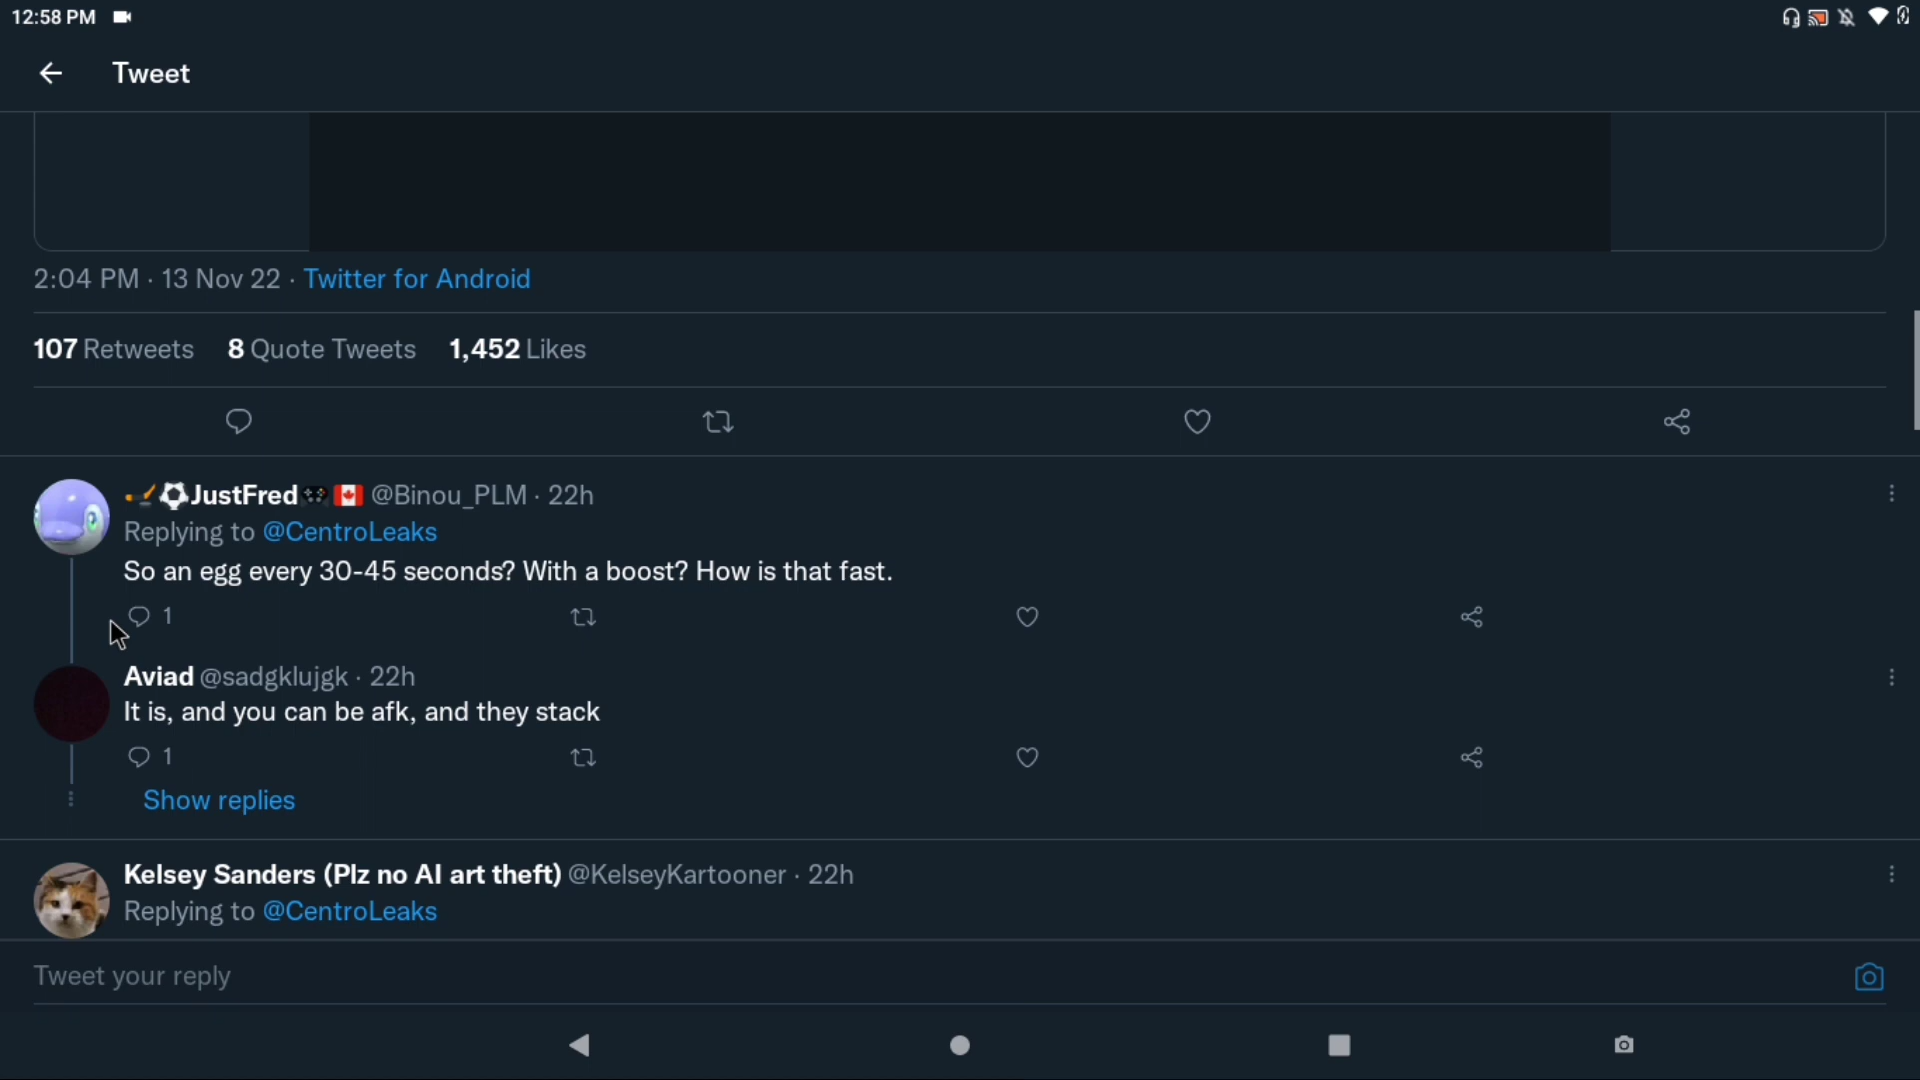 12:58 PM
Tweet
2:04 PM · 13 Nov 22 · Twitter for Android
107 Retweets 8 Quote Tweets 1,452 Likes
JustFred @Binou_PLM · 22h
Replying to @CentroLeaks
So an egg every 30-45 seconds? With a boost? How is that fast.
1
Aviad @sadgklujgk · 22h
It is, and you can be afk, and they stack
1
Show replies
Kelsey Sanders (Plz no AI art theft) @KelseyKartooner · 22h
Replying to @CentroLeaks
Tweet your reply